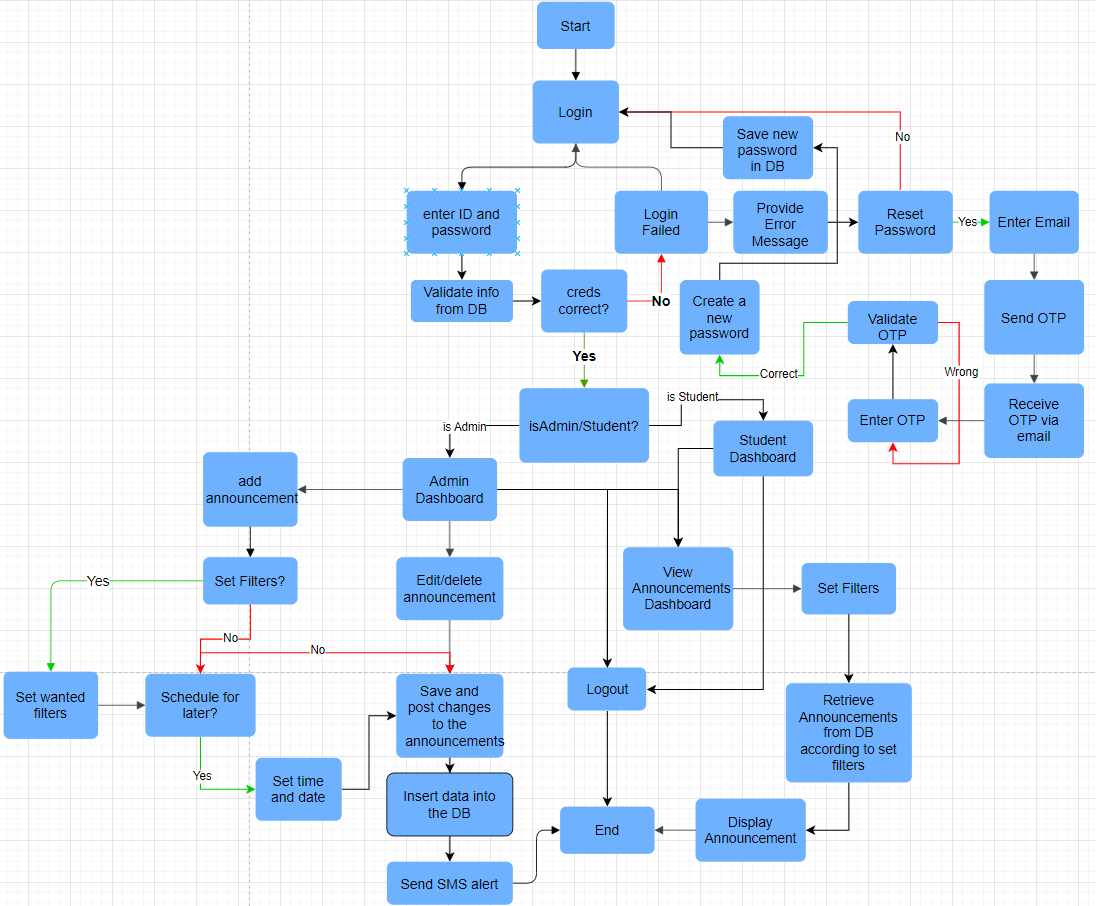 Start
Login
No
Save new
password
in DB
enter ID and
password
Login
Failed
Provide
Error
Message
Reset
Password
Yes
Enter Email
Validate info
from DB
creds
correct?
No
Create a
new
password
Validate
OTP
Send OTP
Yes
Correct
Wrong
is Student
Enter OTP
Receive
OTP via
email
is Admin
isAdmin/Student?
Student
Dashboard
add
announcement
Admin
Dashboard
Yes
Set Filters?
Edit/delete
announcement
View
Announcements
Dashboard
Set Filters
No
No
Set wanted
filters
Schedule for
later?
Save and
post changes
to the
announcements
Logout
Retrieve
Announcements
from DB
according to set
filters
Yes
Set time
and date
Insert data into
the DB
End
Display
Announcement
Send SMS alert